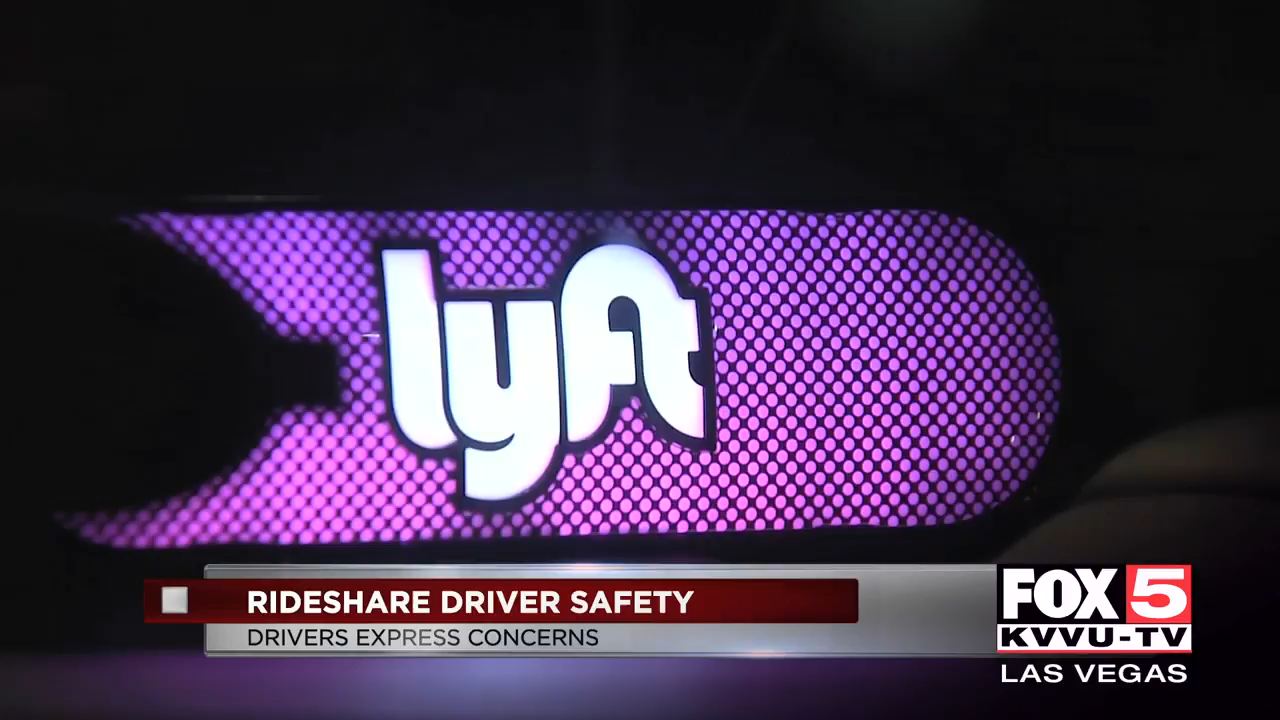 lyft
RIDESHARE DRIVER SAFETY
DRIVERS EXPRESS CONCERNS
FOX 5
KVVU-TV
LAS VEGAS